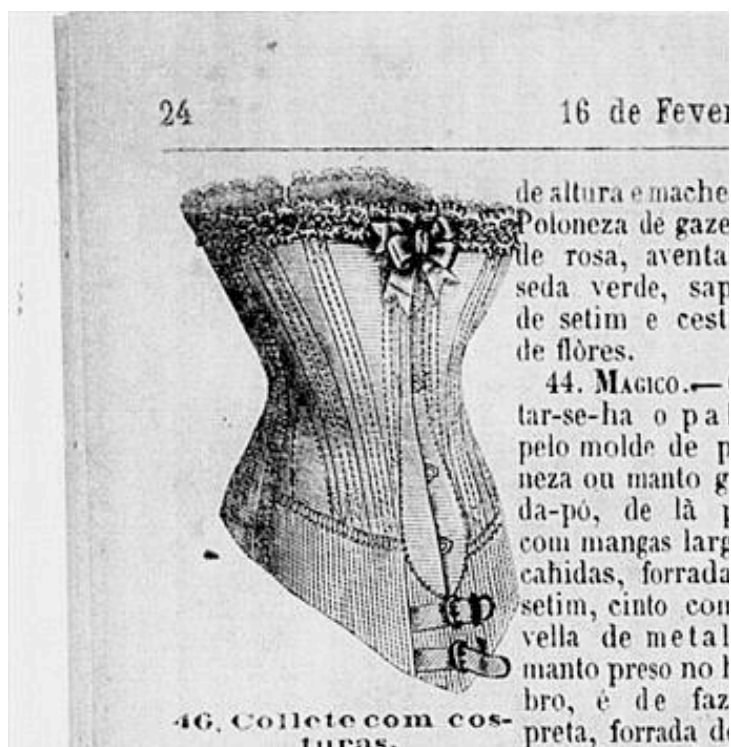 24
16 de Fever
de altura e mache
Poloneza de gaze
de rosa, aventa
seda verde, sap
de setim e cest
de flôres.
44. MAGICO.—
tar-se-ha o pa
pelo molde de p
neza ou manto g
da-pó, de lã p
com mangas larg
cahidas, forrada
setim, cinto com
vella de metal
manto preso no h
bro, é de faz
preta, forrada de
46. Collete com cos-
turas.